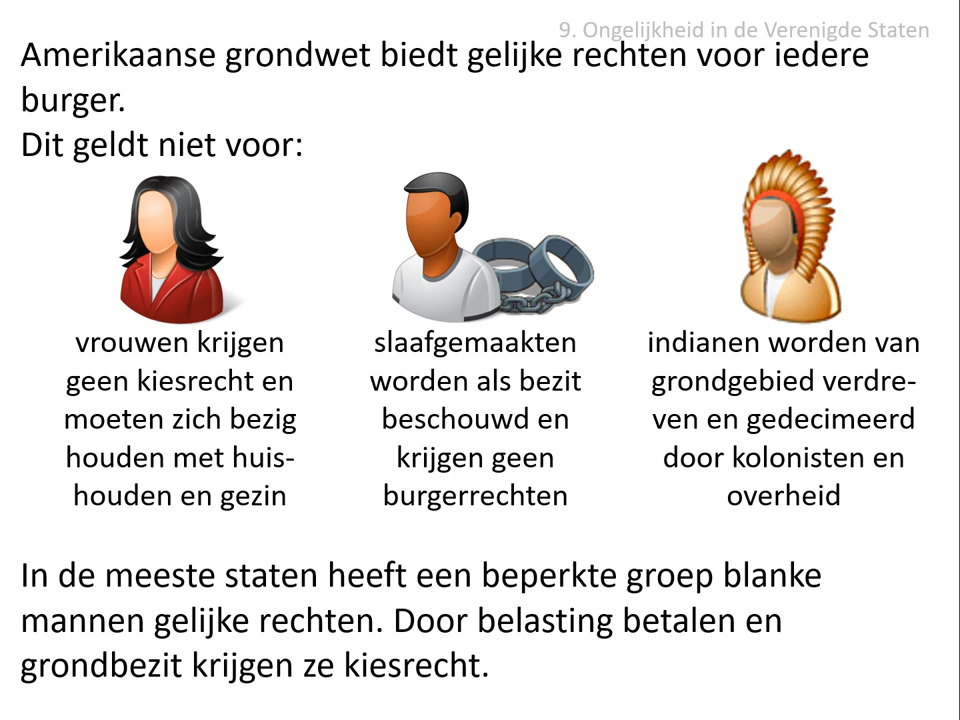 9. Ongelijkheid in de Verenigde Staten
Amerikaanse grondwet biedt gelijke rechten voor iedere
burger.
Dit geldt niet voor:
vrouwen krijgen
geen kiesrecht en
moeten zich bezig
houden met huis-
houden en gezin
slaafgemaakten
worden als bezit
beschouwd en
krijgen geen
burgerrechten
indianen worden van
grondgebied verdre-
ven en gedecimeerd
door kolonisten en
overheid
In de meeste staten heeft een beperkte groep blanke
mannen gelijke rechten. Door belasting betalen en
grondbezit krijgen ze kiesrecht.